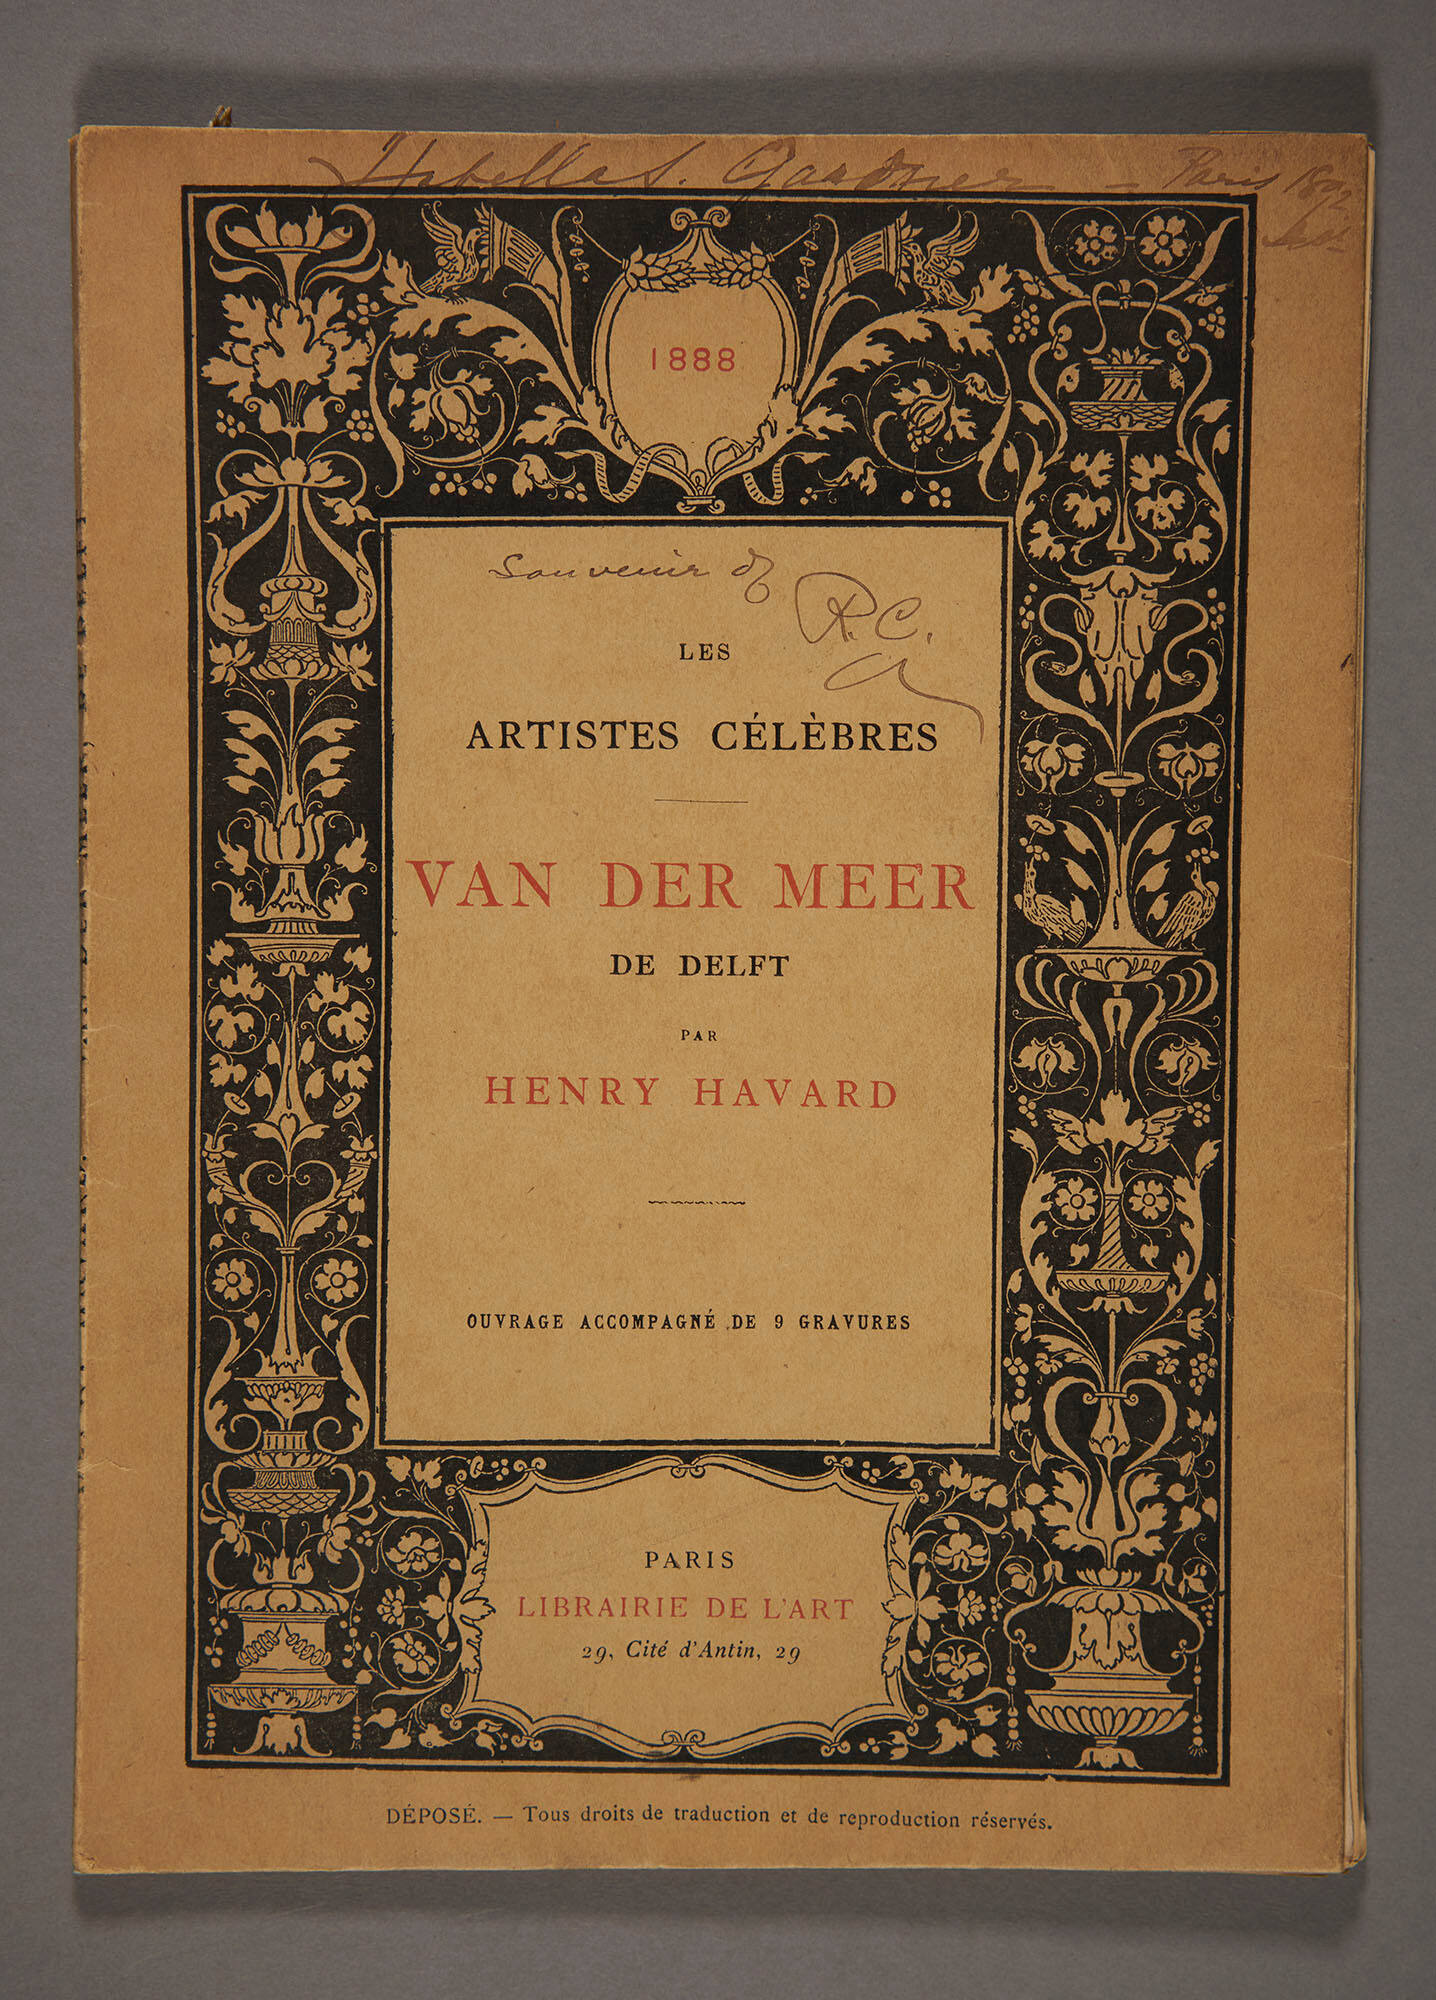 Isabella S. Gardner — Paris 1892
1888
Souvenir de
R. C.
LES
ARTISTES CÉLÈBRES
VAN DER MEER
DE DELFT
PAR
HENRY HAVARD
OUVRAGE ACCOMPAGNÉ DE 9 GRAVURES
PARIS
LIBRAIRIE DE L'ART
29, Cité d'Antin, 29
DÉPOSÉ. — Tous droits de traduction et de reproduction réservés.